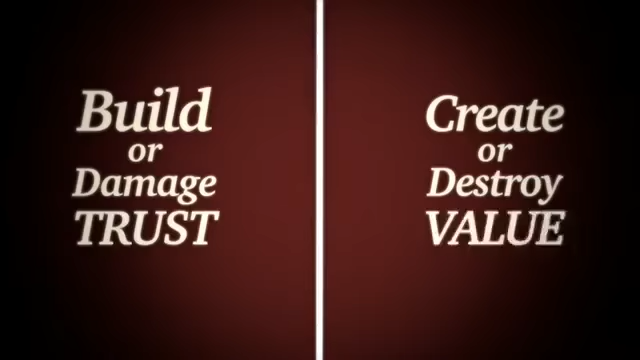 Build
or
Damage
TRUST
Create
or
Destroy
VALUE